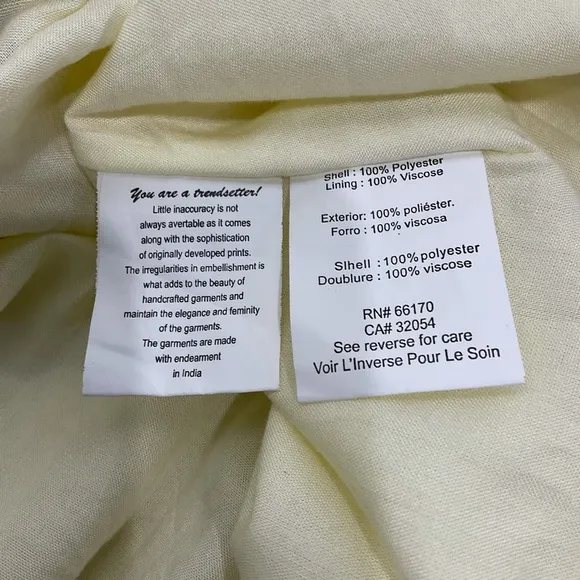 You are a trendsetter!
Little inaccuracy is not
always avertable as it comes
along with the sophistication
of originally developed prints.
The irregularities in embellishment is
what adds to the beauty of
handcrafted garments and
maintain the elegance and feminity
of the garments.
The garments are made
with endearment
in India
Shell : 100% Polyester
Lining : 100% Viscose
Exterior: 100% poliéster.
Forro : 100% viscosa
Slhell : 100% polyester
Doublure : 100% viscose
RN# 66170
CA# 32054
See reverse for care
Voir L'Inverse Pour Le Soin